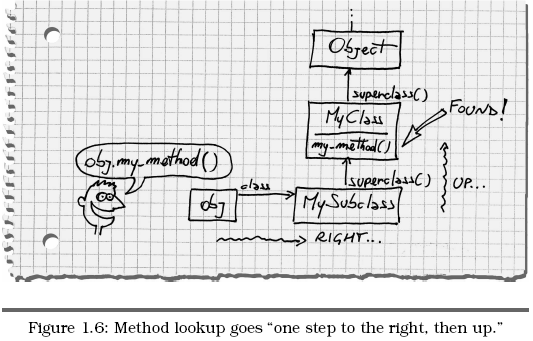 Object
superclass()
MyClass
my_method()
FOUND!
obj.my_method()
superclass()
UP...
class
obj
MySubclass
RIGHT...
Figure 1.6: Method lookup goes “one step to the right, then up.”